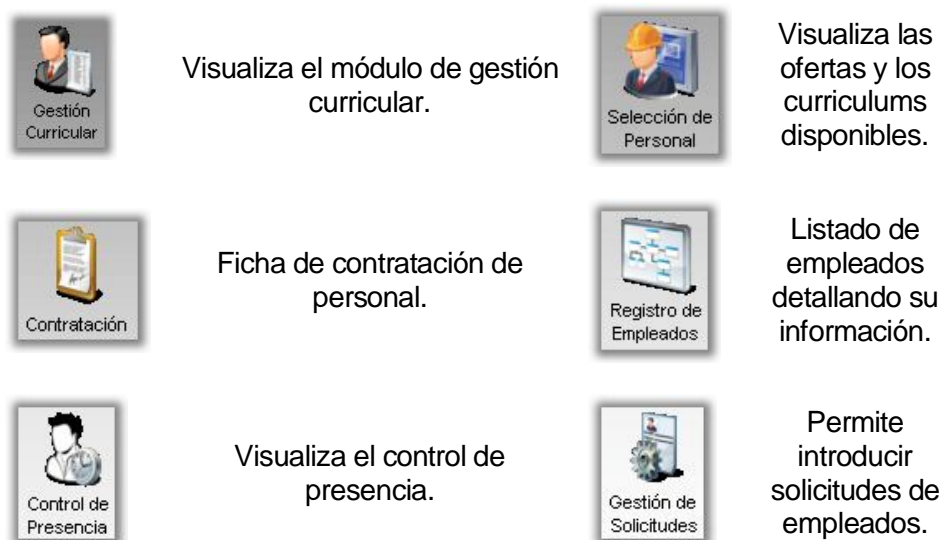 Gestión
Curricular
Visualiza el módulo de gestión
curricular.
Selección de
Personal
Visualiza las
ofertas y los
curriculums
disponibles.
Contratación
Ficha de contratación de
personal.
Registro de
Empleados
Listado de
empleados
detallando su
información.
Control de
Presencia
Visualiza el control de
presencia.
Gestión de
Solicitudes
Permite
introducir
solicitudes de
empleados.